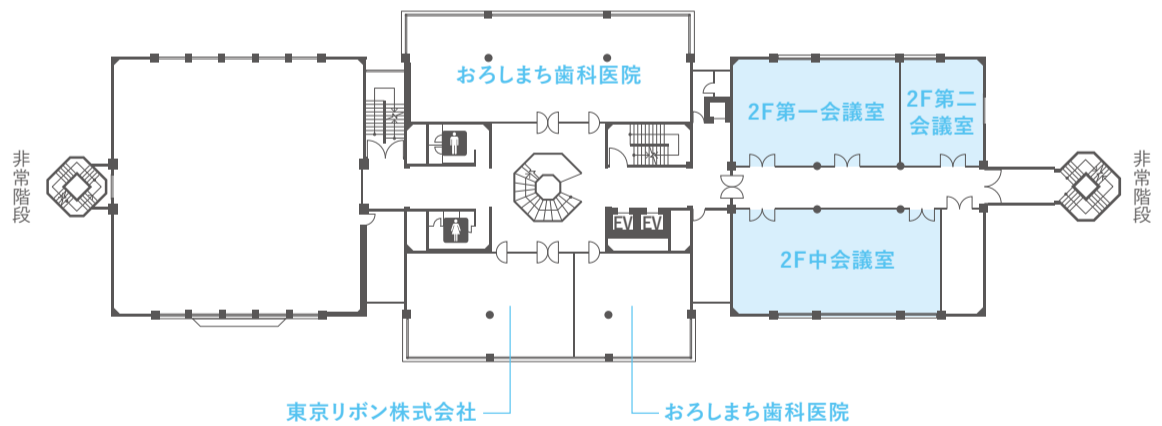 おろしまち歯科医院
2F第一会議室
2F第二
会議室
非常階段
非常階段
EV
EV
2F中会議室
東京リボン株式会社
おろしまち歯科医院